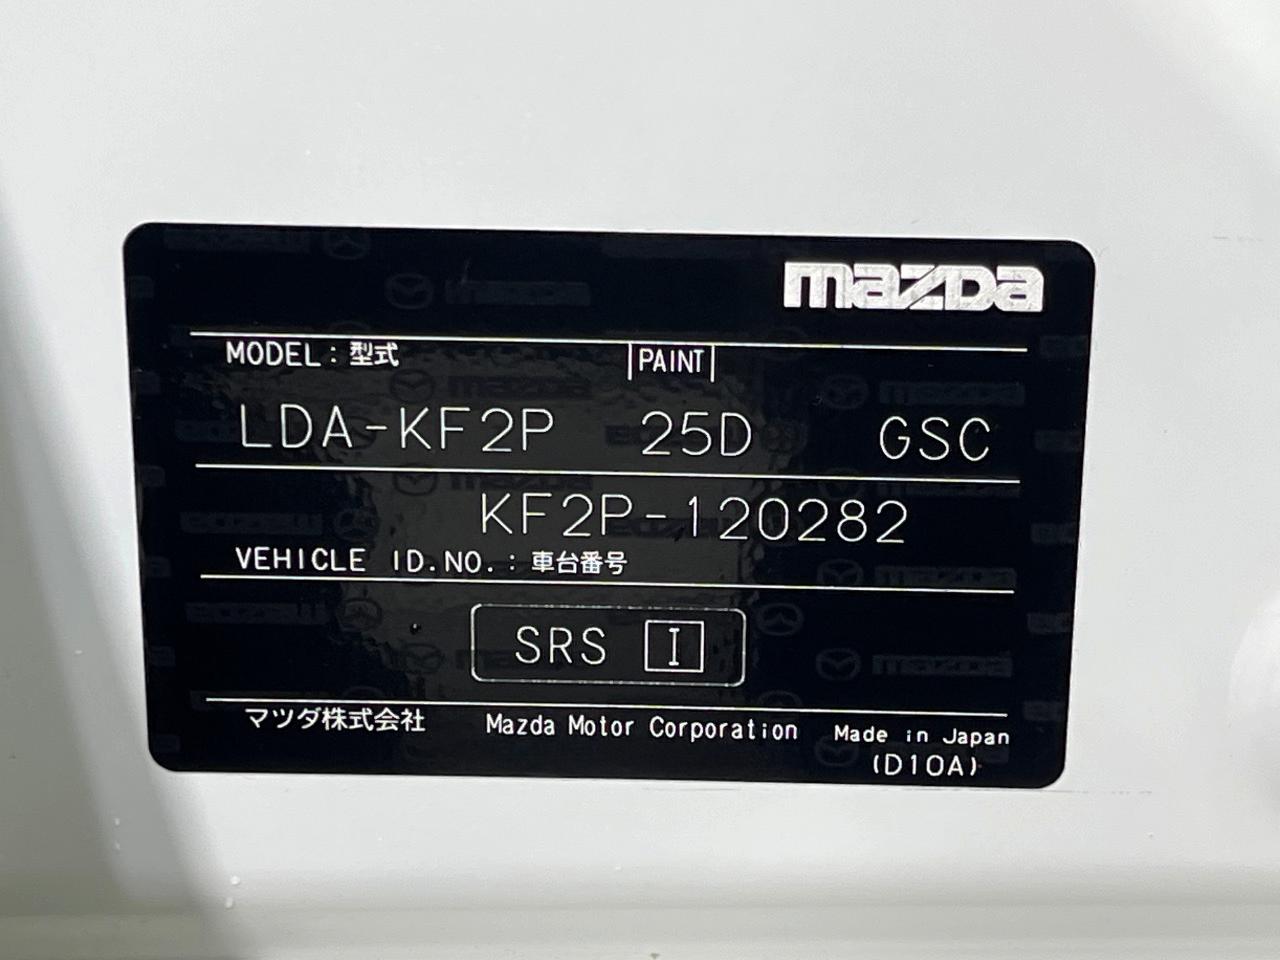 mazda
MODEL : 型式 PAINT
LDA-KF2P 25D GSC
KF2P-120282
VEHICLE ID.NO. : 車台番号
SRS I
マツダ株式会社 Mazda Motor Corporation Made in Japan
(D10A)